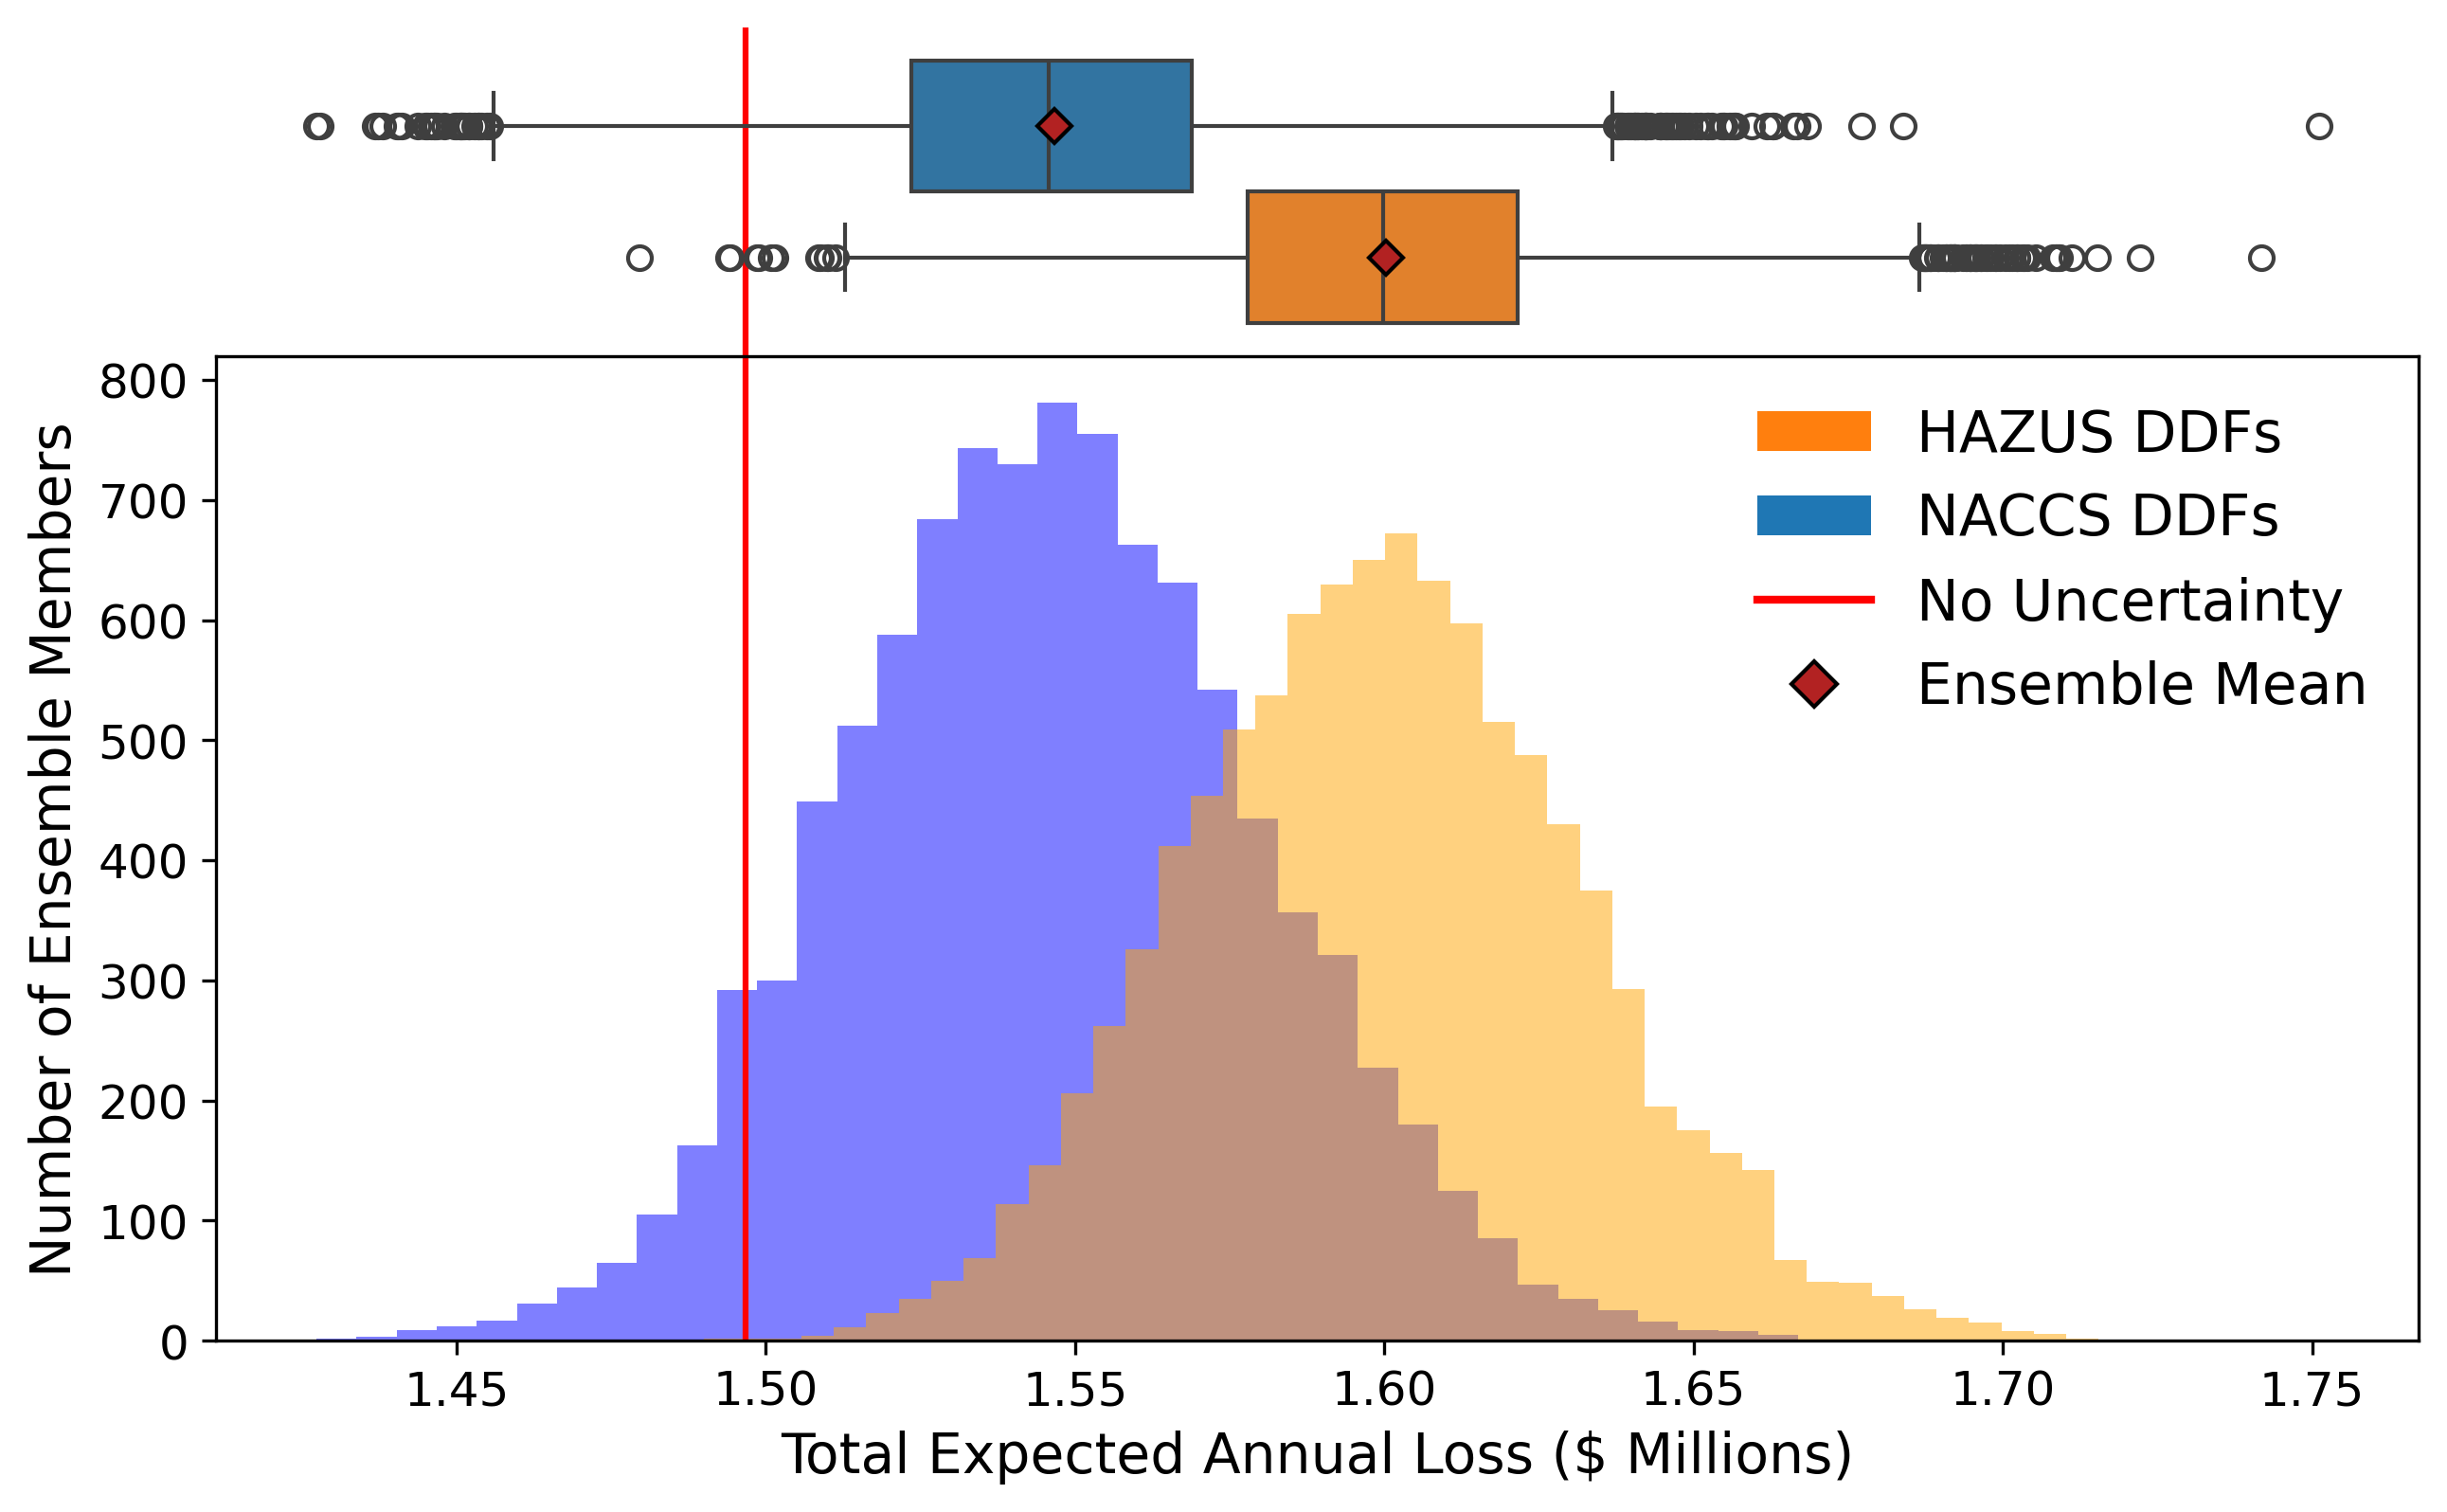 800
700
600
500
400
300
200
100
0
Number of Ensemble Members
HAZUS DDFs
NACCS DDFs
No Uncertainty
Ensemble Mean
1.45 1.50 1.55 1.60 1.65 1.70 1.75
Total Expected Annual Loss ($ Millions)